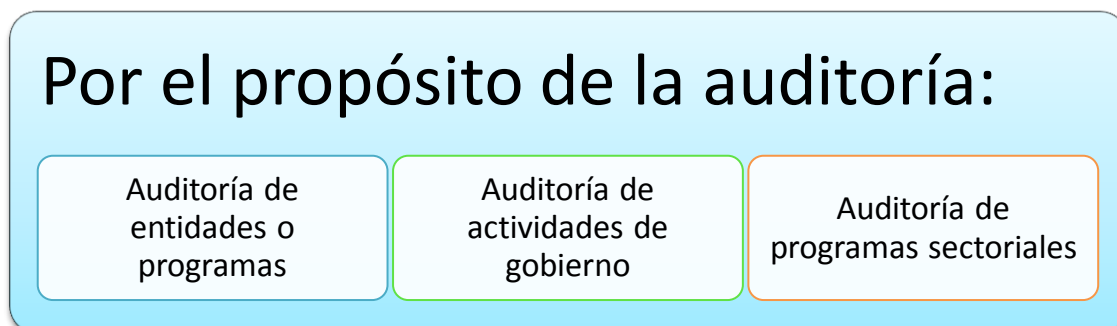 Por el propósito de la auditoría:
Auditoría de
entidades o
programas
Auditoría de
actividades de
gobierno
Auditoría de
programas sectoriales